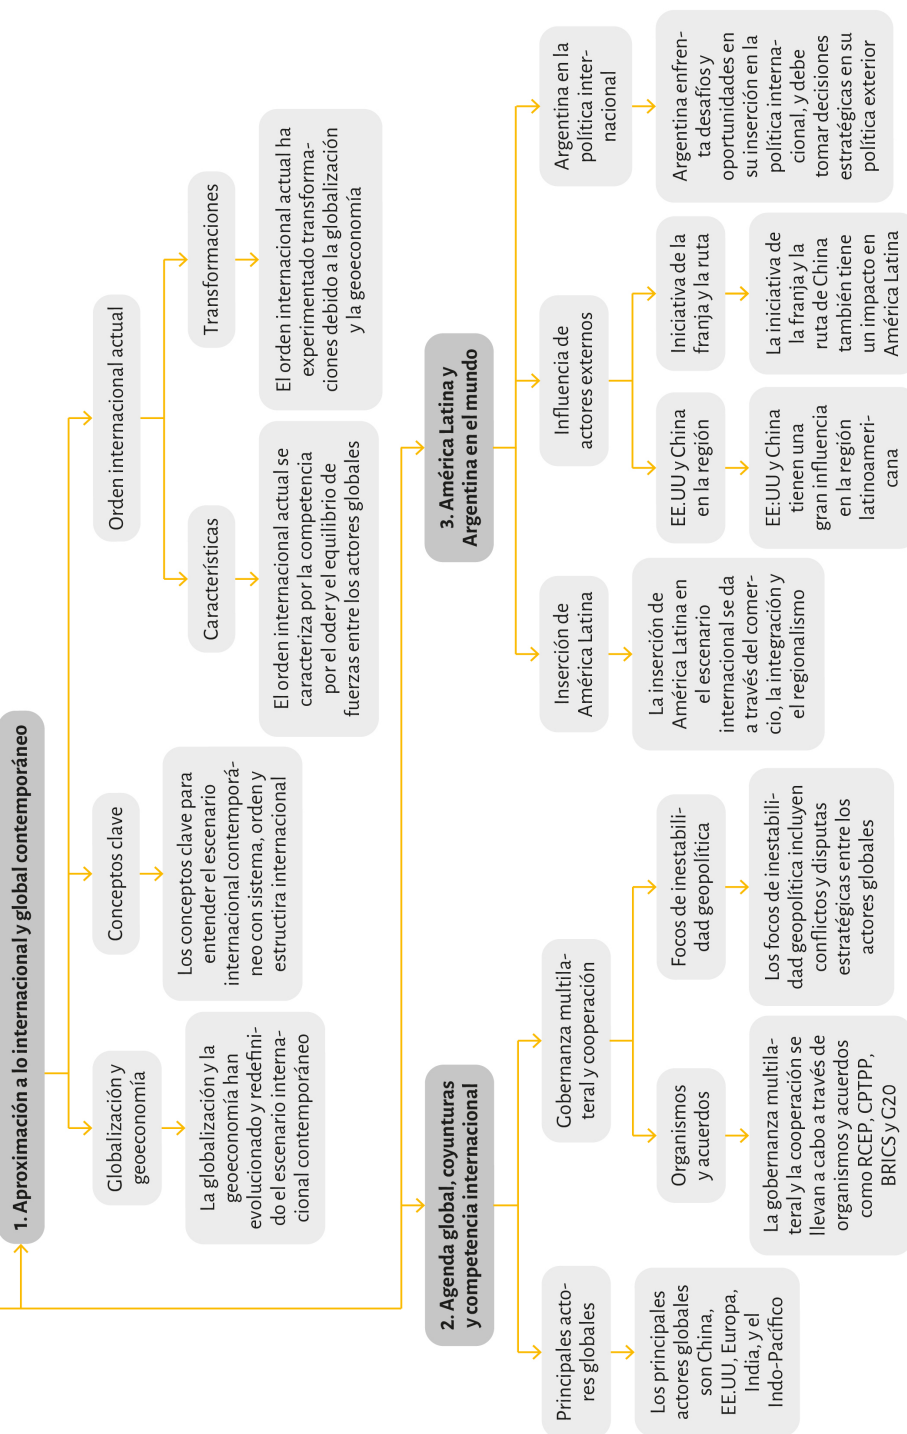 1. Aproximación a lo internacional y global contemporáneo
Globalización y
geoeconomía
La globalización y la
geoeconomía han
evolucionado y redefini-
do el escenario interna-
cional contemporáneo
Conceptos clave
Los conceptos clave para
entender el escenario
internacional contemporá-
neo con sistema, orden y
estructira internacional
Orden internacional actual
Características
El orden internacional actual se
caracteriza por la competencia
por el oder y el equilibrio de
fuerzas entre los actores globales
Transformaciones
El orden internacional actual ha
experimentado transforma-
ciones debido a la globalización
y la geoeconomía
2. Agenda global, coyunturas
y competencia internacional
Principales acto-
res globales
Los principales
actores globales
son China,
EE.UU, Europa,
India, y el
Indo-Pacífico
Gobernanza multila-
teral y cooperación
Organismos
y acuerdos
La gobernanza multila-
teral y la cooperación se
llevan a cabo a través de
organismos y acuerdos
como RCEP, CPTPP,
BRICS y G20
Focos de inestabili-
dad geopolítica
Los focos de inestabili-
dad geopolítica incluyen
conflictos y disputas
estratégicas entre los
actores globales
3. América Latina y
Argentina en el mundo
Inserción de
América Latina
La inserción de
América Latina en
el escenario
internacional se da
a través del comer-
cio, la integración y
el regionalismo
Influencia de
actores externos
EE.UU y China
en la región
EE:UU y China
tienen una
gran influencia
en la región
latinoameri-
cana
Iniciativa de la
franja y la ruta
La iniciativa de
la franja y la
ruta de China
también tiene
un impacto en
América Latina
Argentina en la
política inter-
nacional
Argentina enfren-
ta desafíos y
oportunidades en
su inserción en la
política interna-
cional, y debe
tomar decisiones
estratégicas en su
política exterior